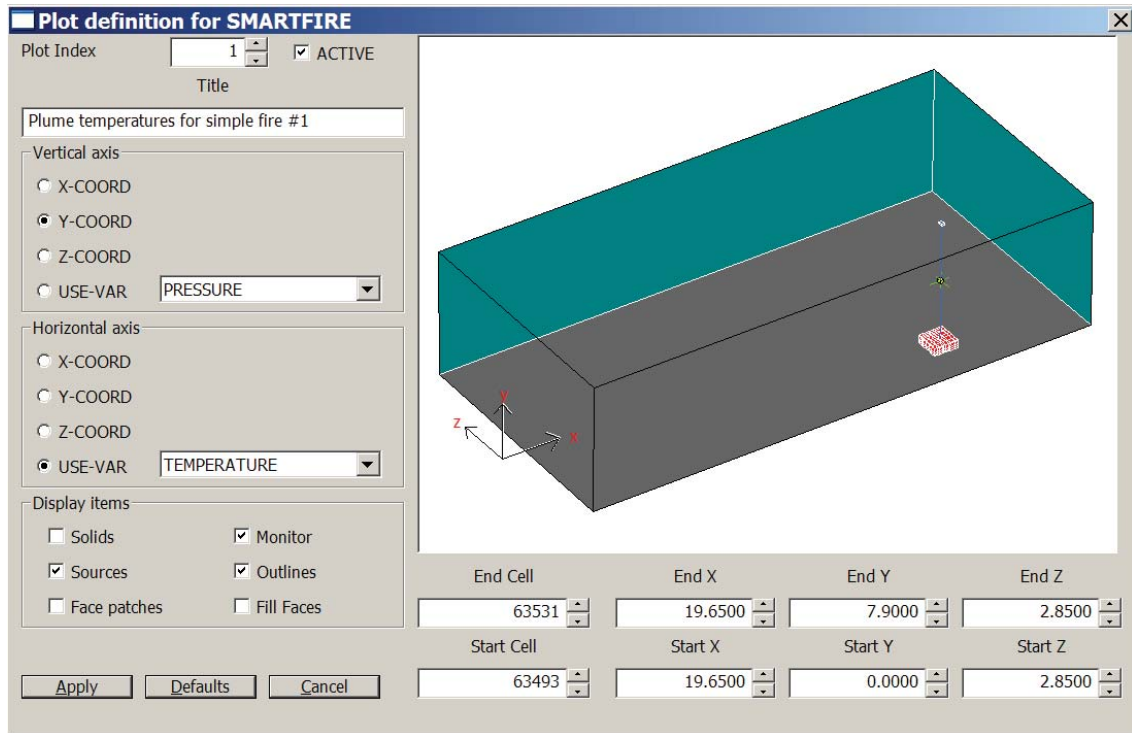 Plot definition for SMARTFIRE
Plot Index 1 ACTIVE
Title
Plume temperatures for simple fire #1
Vertical axis
X-COORD
Y-COORD
Z-COORD
USE-VAR PRESSURE
Horizontal axis
X-COORD
Y-COORD
Z-COORD
USE-VAR TEMPERATURE
Display items
Solids Monitor
Sources Outlines
Face patches Fill Faces
Apply Defaults Cancel
y
z
x
End Cell End X End Y End Z
63531 19.6500 7.9000 2.8500
Start Cell Start X Start Y Start Z
63493 19.6500 0.0000 2.8500